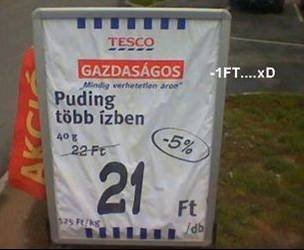 TESCO
GAZDASÁGOS
-1FT....xD
"Mindig verhetetlen áron"
Puding
több ízben
40 g
22 Ft
-5%
21 Ft
/db
525 Ft/kg
AKCIÓ